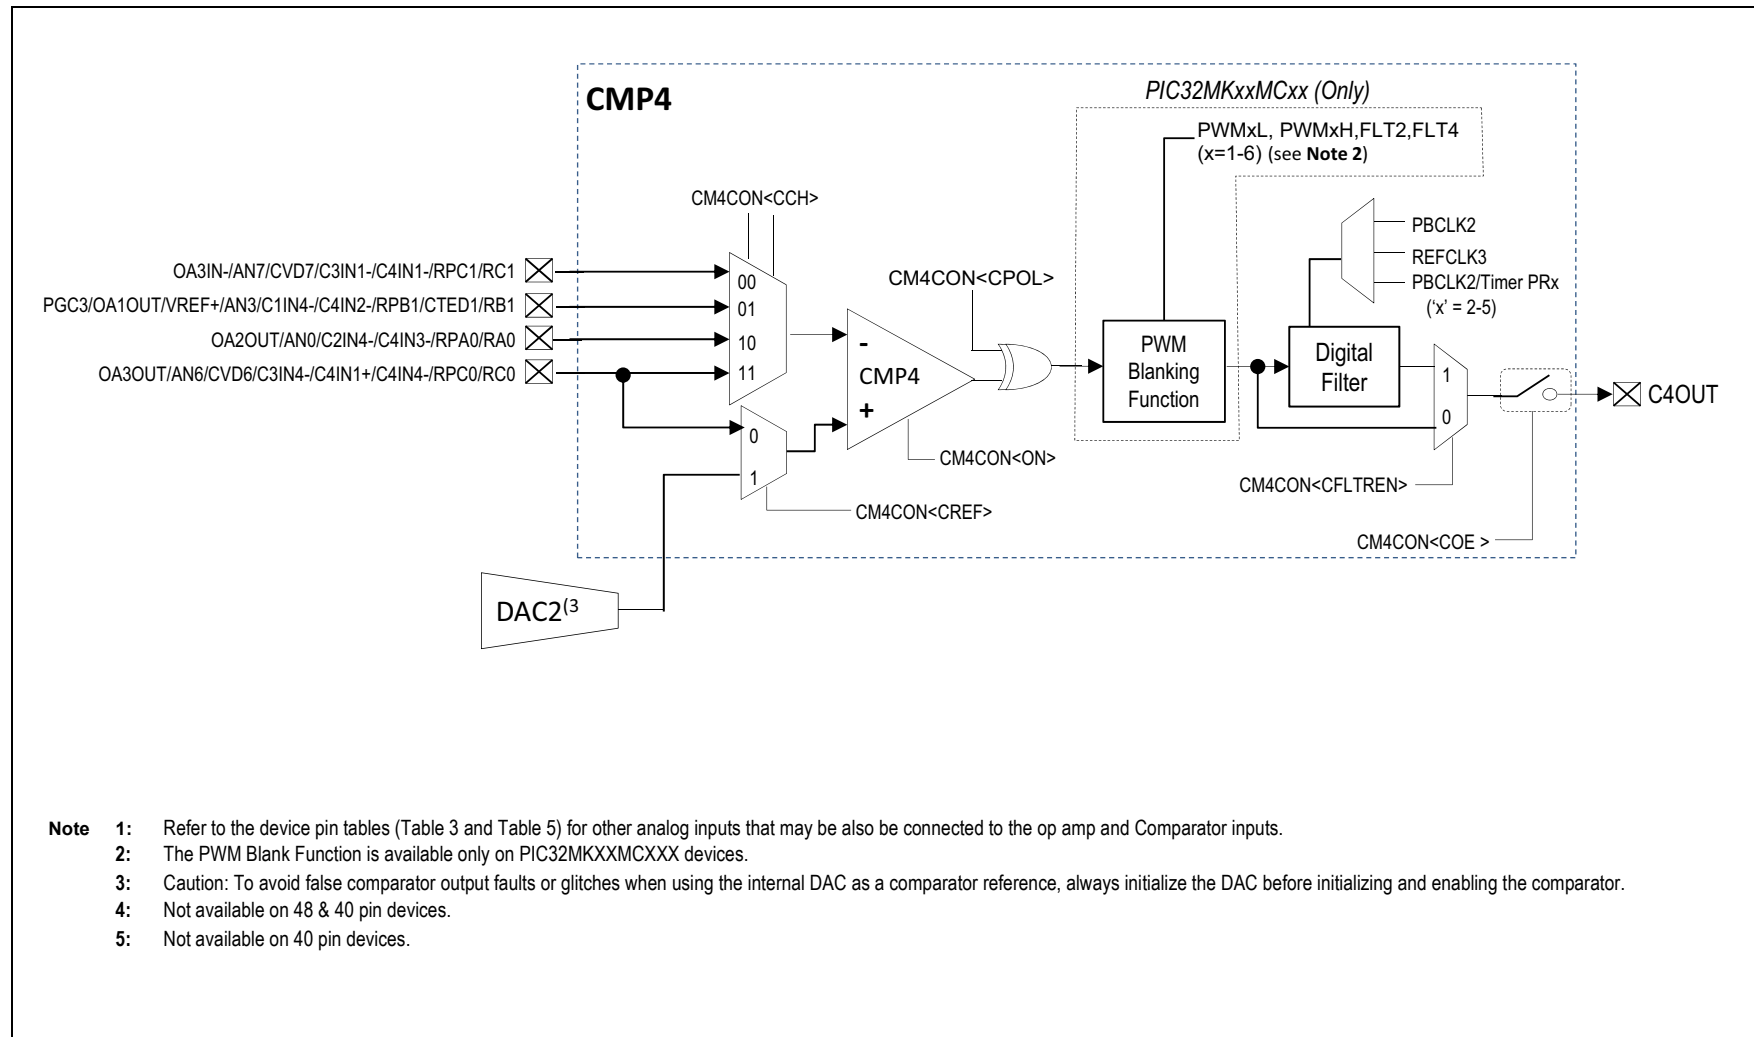 CMP4
PIC32MKxxMCxx (Only)
PWMxL, PWMxH,FLT2,FLT4
(x=1-6) (see Note 2)
CM4CON<CCH>
OA3IN-/AN7/CVD7/C3IN1-/C4IN1-/RPC1/RC1
PGC3/OA1OUT/VREF+/AN3/C1IN4-/C4IN2-/RPB1/CTED1/RB1
OA2OUT/AN0/C2IN4-/C4IN3-/RPA0/RA0
OA3OUT/AN6/CVD6/C3IN4-/C4IN1+/C4IN4-/RPC0/RC0
00
01
10
11
0
1
-
CMP4
+
CM4CON<CPOL>
CM4CON<ON>
CM4CON<CREF>
PWM
Blanking
Function
PBCLK2
REFCLK3
PBCLK2/Timer PRx
(‘x’ = 2-5)
Digital
Filter
1
0
C4OUT
CM4CON<CFLTREN>
CM4CON<COE >
DAC2(3
Note 1: Refer to the device pin tables (Table 3 and Table 5) for other analog inputs that may be also be connected to the op amp and Comparator inputs.
2: The PWM Blank Function is available only on PIC32MKXXMCXXX devices.
3: Caution: To avoid false comparator output faults or glitches when using the internal DAC as a comparator reference, always initialize the DAC before initializing and enabling the comparator.
4: Not available on 48 & 40 pin devices.
5: Not available on 40 pin devices.